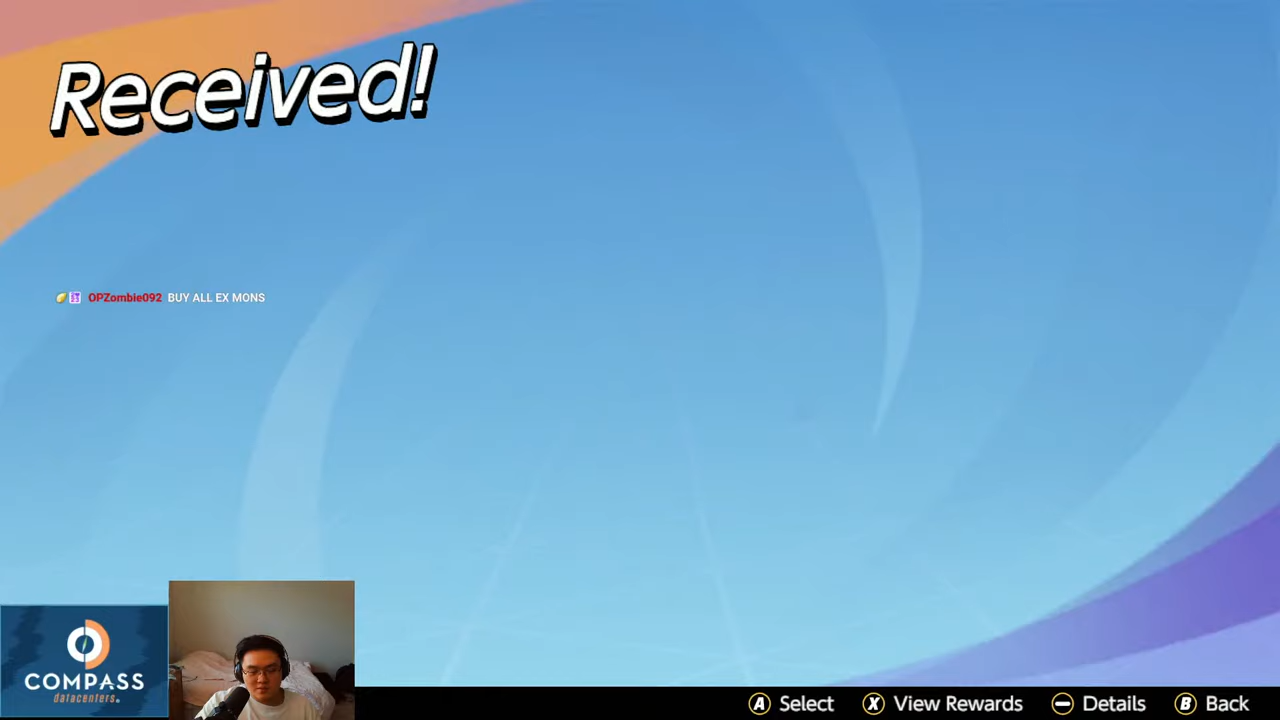 Received!
OPZombie092 BUY ALL EX MONS
COMPASS
datacenters®
A Select X View Rewards Details B Back